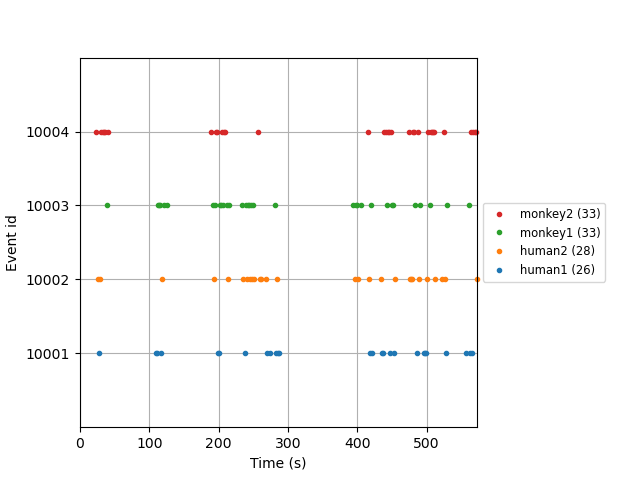 10004
10003
10002
10001
Event id
0 100 200 300 400 500
Time (s)
monkey2 (33)
monkey1 (33)
human2 (28)
human1 (26)